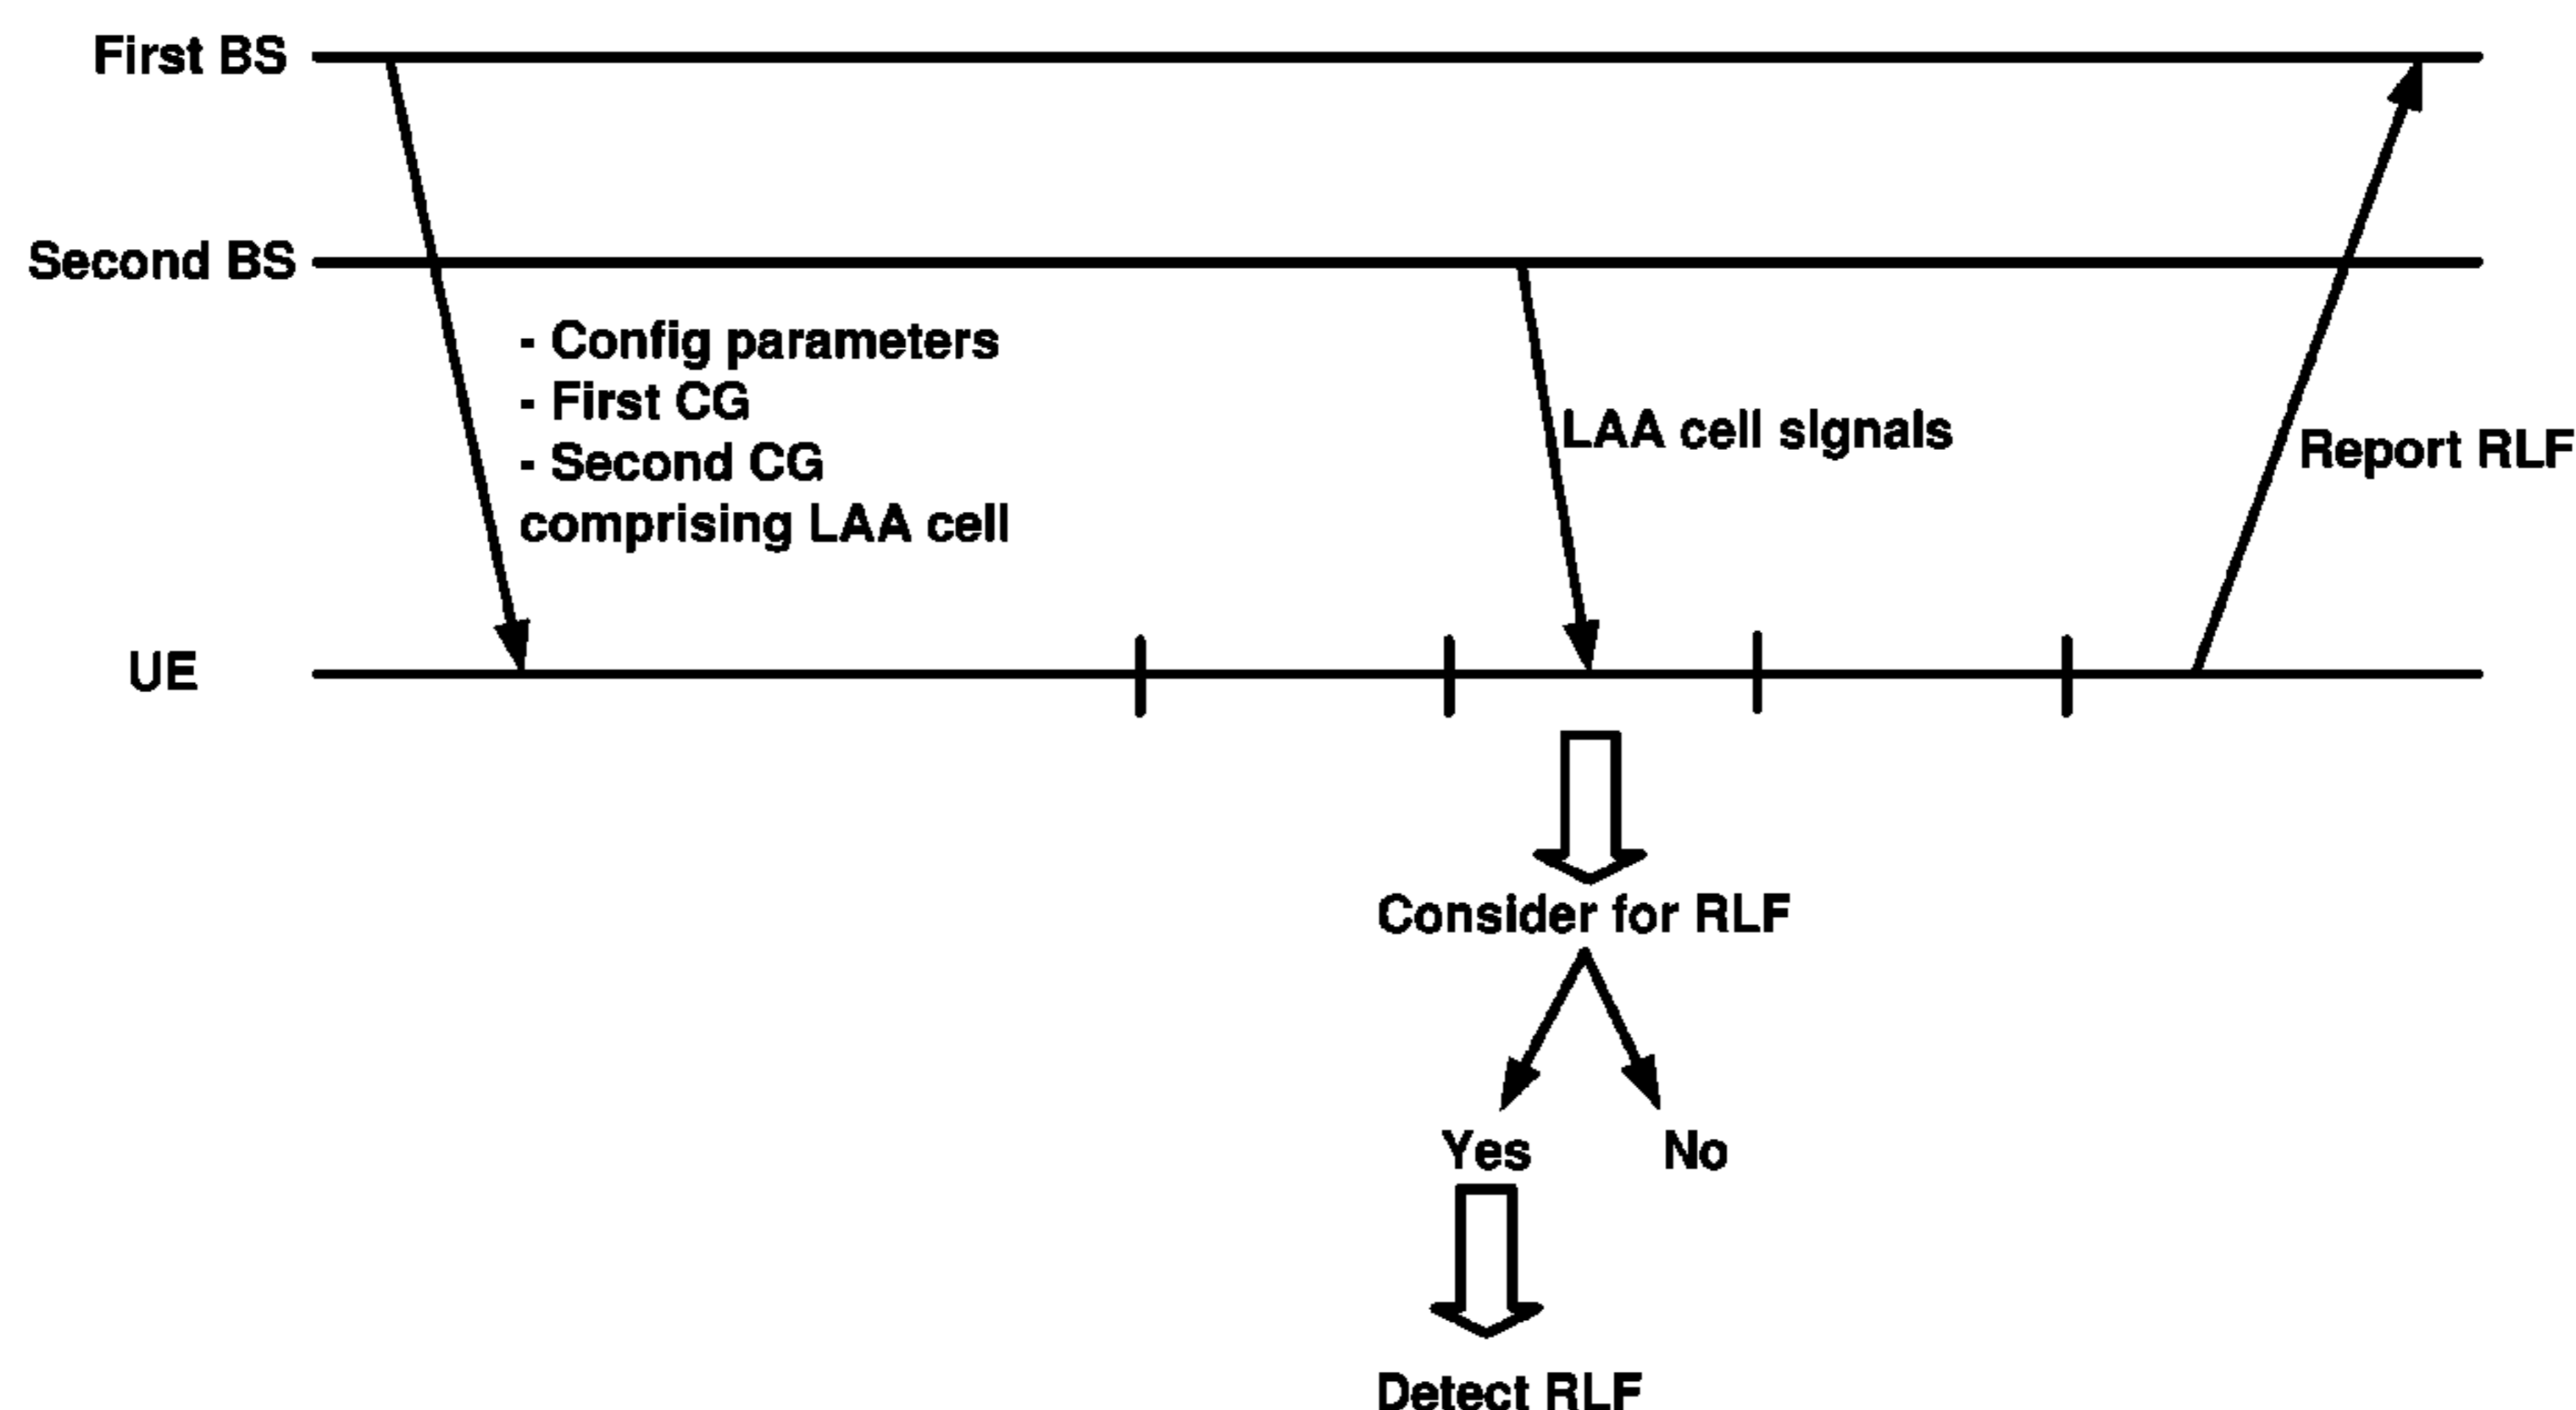 First BS
Second BS
- Config parameters
- First CG
- Second CG
comprising LAA cell
LAA cell signals
Report RLF
UE
Consider for RLF
Yes
No
Detect RLF